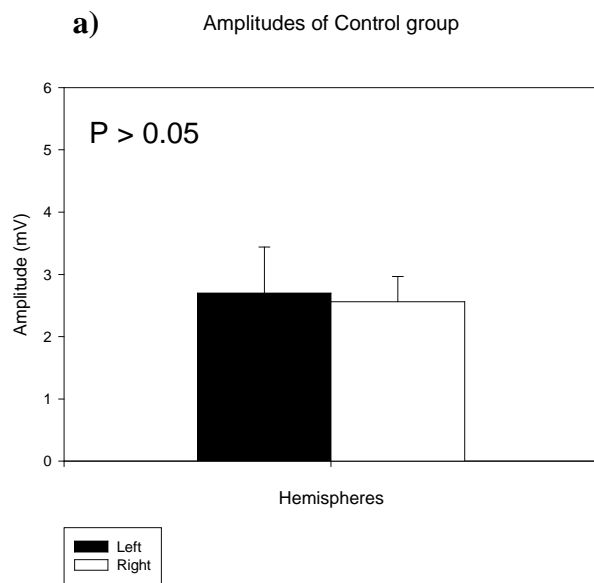 a) Amplitudes of Control group
P > 0.05
6
5
4
3
2
1
0
Amplitude (mV)
Hemispheres
Left
Right